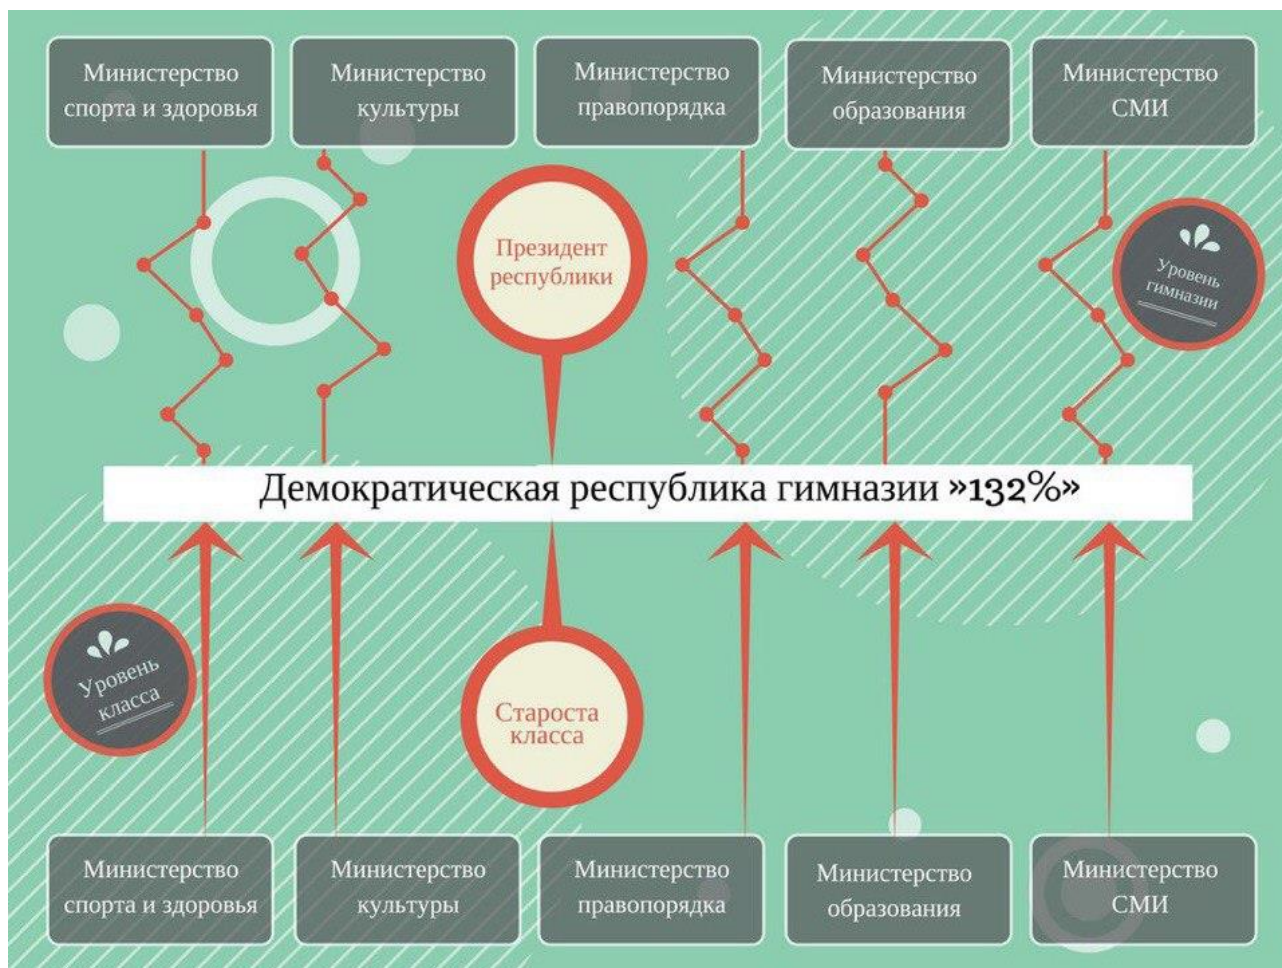 Министерство
спорта и здоровья
Министерство
культуры
Министерство
правопорядка
Министерство
образования
Министерство
СМИ
Президент
республики
Уровень
гимназии
Демократическая республика гимназии »132%»
Уровень
класса
Староста
класса
Министерство
спорта и здоровья
Министерство
культуры
Министерство
правопорядка
Министерство
образования
Министерство
СМИ